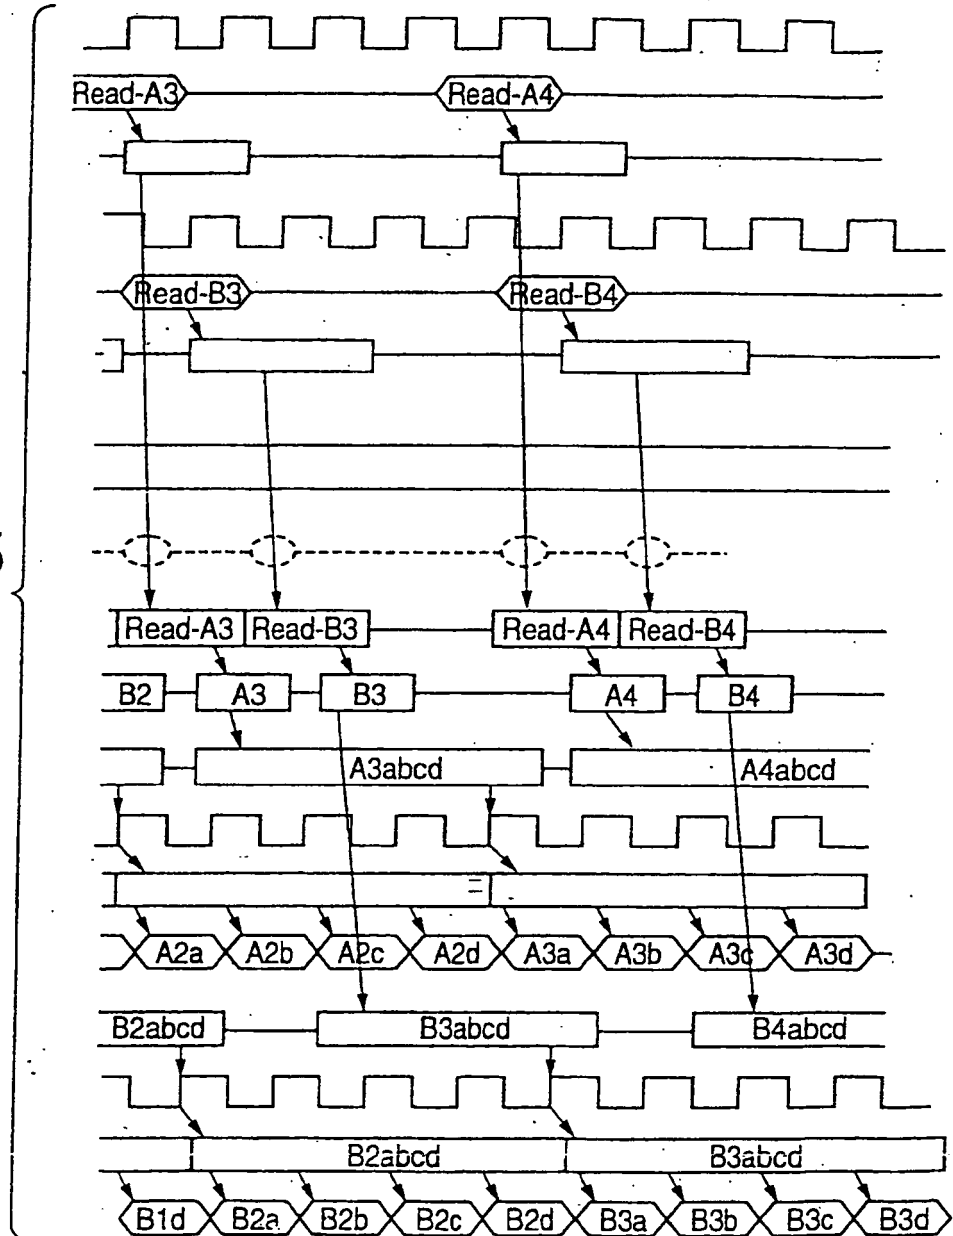 Read-A3 Read-A4
Read-B3 Read-B4
Read-A3 Read-B3 Read-A4 Read-B4
B2 A3 B3 A4 B4
A3abcd A4abcd
A2a A2b A2c A2d A3a A3b A3c A3d
B2abcd B3abcd B4abcd
B2abcd B3abcd
B1d B2a B2b B2c B2d B3a B3b B3c B3d